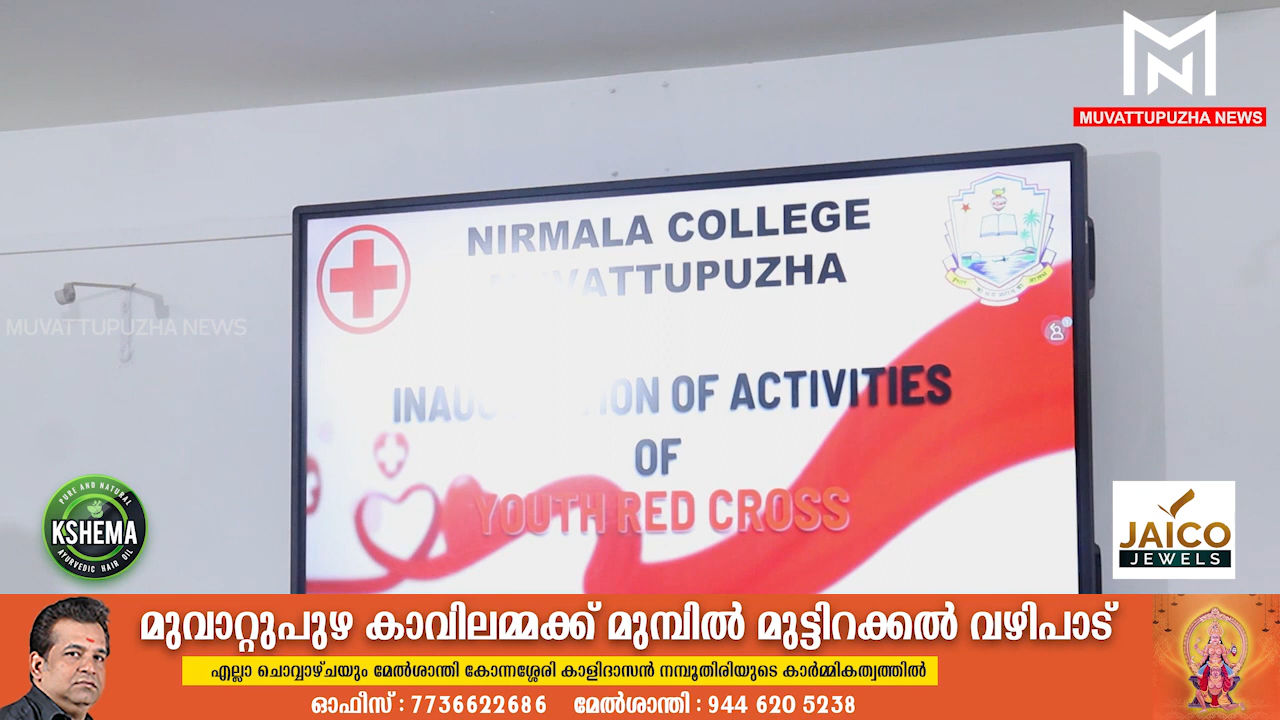 MUVATTUPUZHA NEWS
NIRMALA COLLEGE
MUVATTUPUZHA
INAUGURATION OF ACTIVITIES
OF
YOUTH RED CROSS
MUVATTUPUZHA NEWS
PURE AND NATURAL
KSHEMA
AYURVEDIC HAIR OIL
JAICO
JEWELS
മുവാറ്റുപുഴ കാവിലമ്മക്ക് മുമ്പിൽ മുട്ടിറക്കൽ വഴിപാട്
എല്ലാ ചൊവ്വാഴ്ചയും മേൽശാന്തി കോന്നശ്ശേരി കാളിദാസൻ നമ്പൂതിരിയുടെ കാർമ്മികത്വത്തിൽ
ഓഫീസ് : 7736622686 മേൽശാന്തി : 944 620 5238